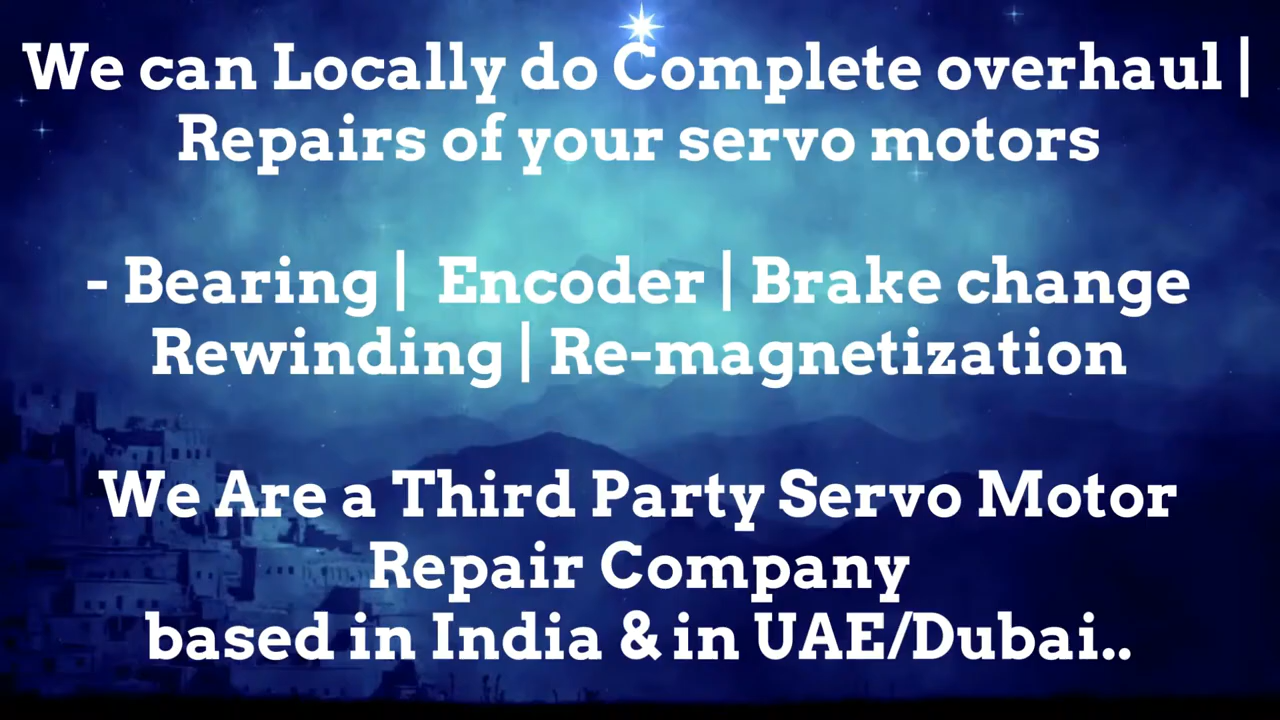 We can Locally do Complete overhaul |
Repairs of your servo motors
- Bearing | Encoder | Brake change
Rewinding | Re-magnetization
We Are a Third Party Servo Motor
Repair Company
based in India & in UAE/Dubai..